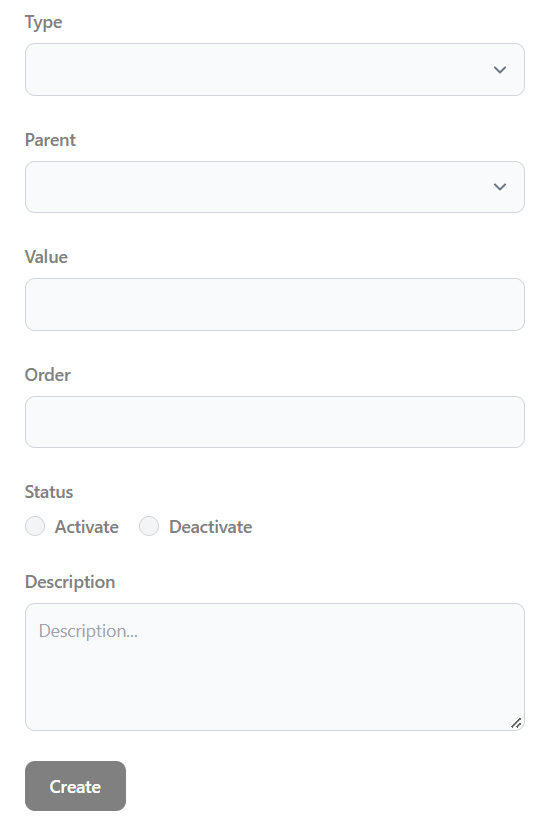 Type
Parent
Value
Order
Status
Activate Deactivate
Description
Description...
Create